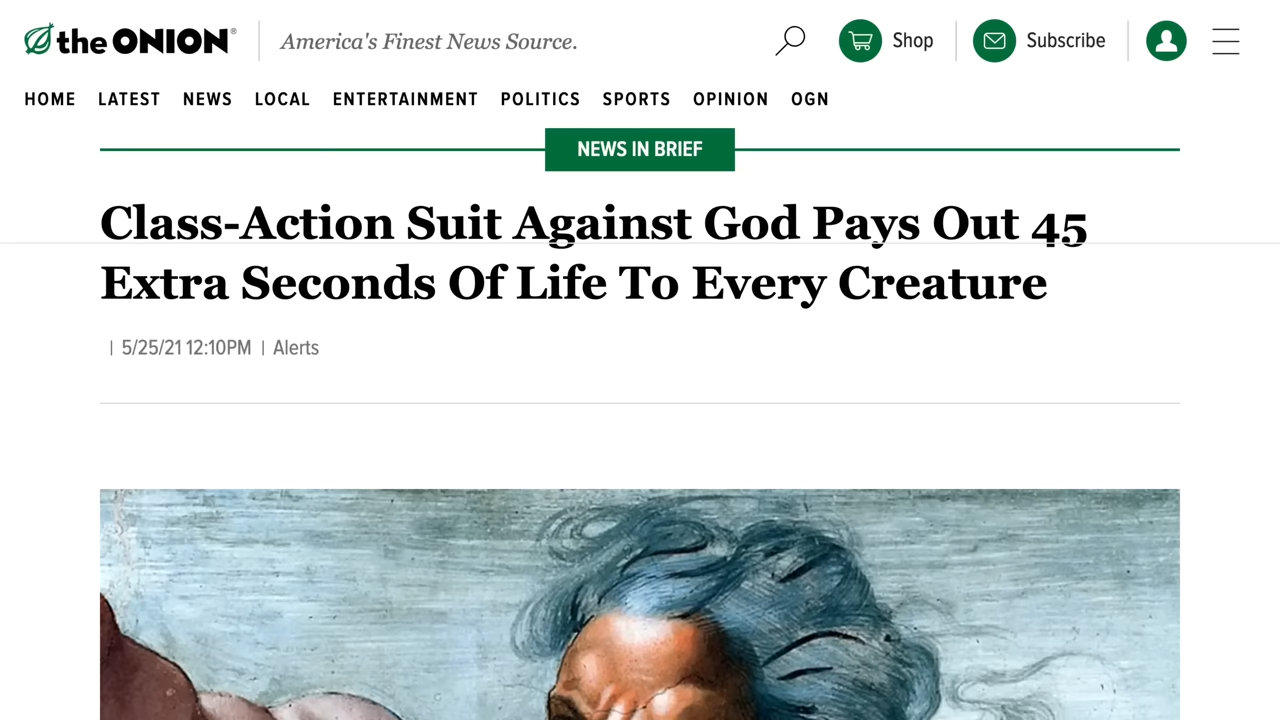 the ONION® America's Finest News Source. Shop Subscribe
HOME LATEST NEWS LOCAL ENTERTAINMENT POLITICS SPORTS OPINION OGN
NEWS IN BRIEF
Class-Action Suit Against God Pays Out 45
Extra Seconds Of Life To Every Creature
| 5/25/21 12:10PM | Alerts